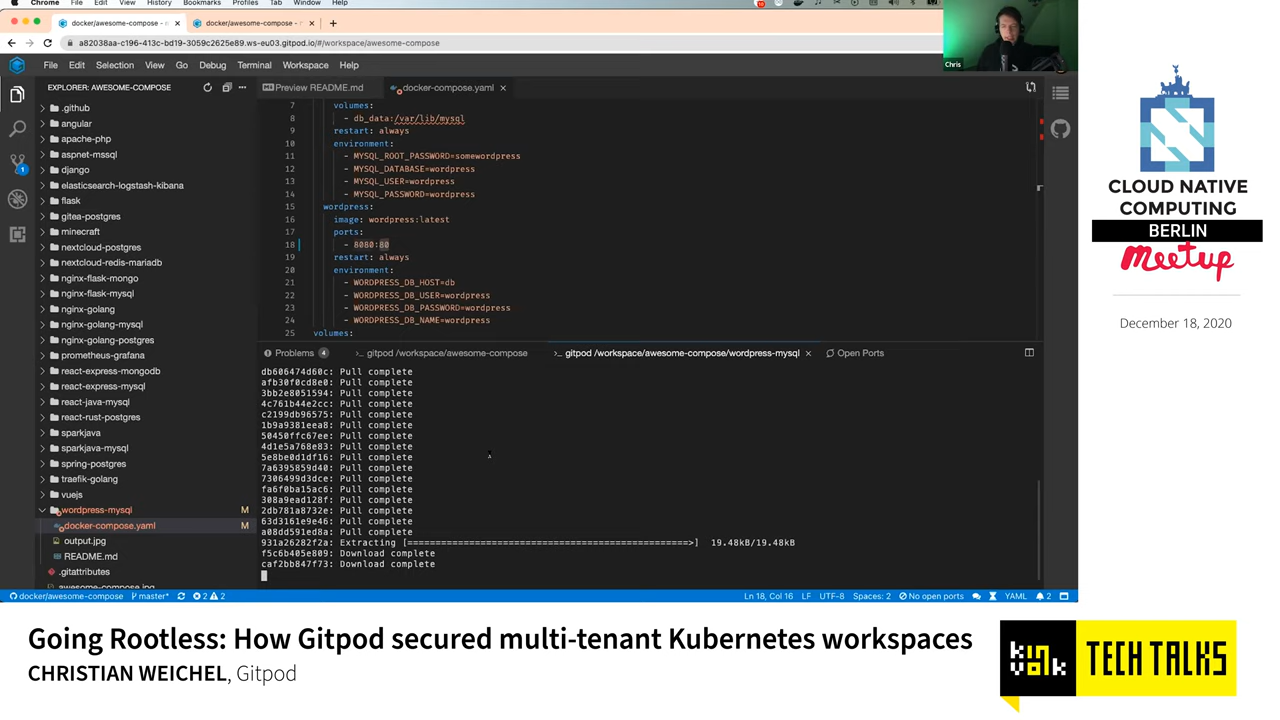 Chrome File Edit View History Bookmarks Profiles Tab Window Help
docker/awesome-compose - docker/awesome-compose -
a82038aa-c196-413c-bd19-3059c2625e89.ws-eu03.gitpod.io/#/workspace/awesome-compose
File Edit Selection View Go Debug Terminal Workspace Help
EXPLORER: AWESOME-COMPOSE
.github
angular
apache-php
aspnet-mssql
django
elasticsearch-logstash-kibana
flask
gitea-postgres
minecraft
nextcloud-postgres
nextcloud-redis-mariadb
nginx-flask-mongo
nginx-flask-mysql
nginx-golang
nginx-golang-mysql
nginx-golang-postgres
prometheus-grafana
react-express-mongodb
react-express-mysql
react-java-mysql
react-rust-postgres
sparkjava
sparkjava-mysql
spring-postgres
traefik-golang
vuejs
wordpress-mysql M
docker-compose.yaml M
output.jpg
README.md
.gitattributes
awesome-compose.jpg
Preview README.md docker-compose.yaml
7 volumes:
8 - db_data:/var/lib/mysql
9 restart: always
10 environment:
11 - MYSQL_ROOT_PASSWORD=somewordpress
12 - MYSQL_DATABASE=wordpress
13 - MYSQL_USER=wordpress
14 - MYSQL_PASSWORD=wordpress
15 wordpress:
16 image: wordpress:latest
17 ports:
18 - 8080:80
19 restart: always
20 environment:
21 - WORDPRESS_DB_HOST=db
22 - WORDPRESS_DB_USER=wordpress
23 - WORDPRESS_DB_PASSWORD=wordpress
24 - WORDPRESS_DB_NAME=wordpress
25 volumes:
Problems 4 >_ gitpod /workspace/awesome-compose >_ gitpod /workspace/awesome-compose/wordpress-mysql Open Ports
db606474d60c: Pull complete
afb30f0cd8e0: Pull complete
3bb2e8051594: Pull complete
4c761b44e2cc: Pull complete
c2199db96575: Pull complete
1b9a9381eea8: Pull complete
50450ffc67ee: Pull complete
4d1e5a768e83: Pull complete
5e8be0d1df16: Pull complete
7a6395859d40: Pull complete
7306499d3dce: Pull complete
fa6f0ba15ac6: Pull complete
308a9ead128f: Pull complete
2db781a8732e: Pull complete
63d3161e9e46: Pull complete
a08dd591ed8a: Pull complete
931a26282f2a: Extracting [==================================================>] 19.48kB/19.48kB
f5c6b405e809: Download complete
caf2bb847f73: Download complete
docker/awesome-compose master* 2 2 Ln 18, Col 16 LF UTF-8 Spaces: 2 No open ports YAML 2
Chris
CLOUD NATIVE
COMPUTING
BERLIN
meetup
December 18, 2020
Going Rootless: How Gitpod secured multi-tenant Kubernetes workspaces
CHRISTIAN WEICHEL, Gitpod
kinvolk
TECH TALKS